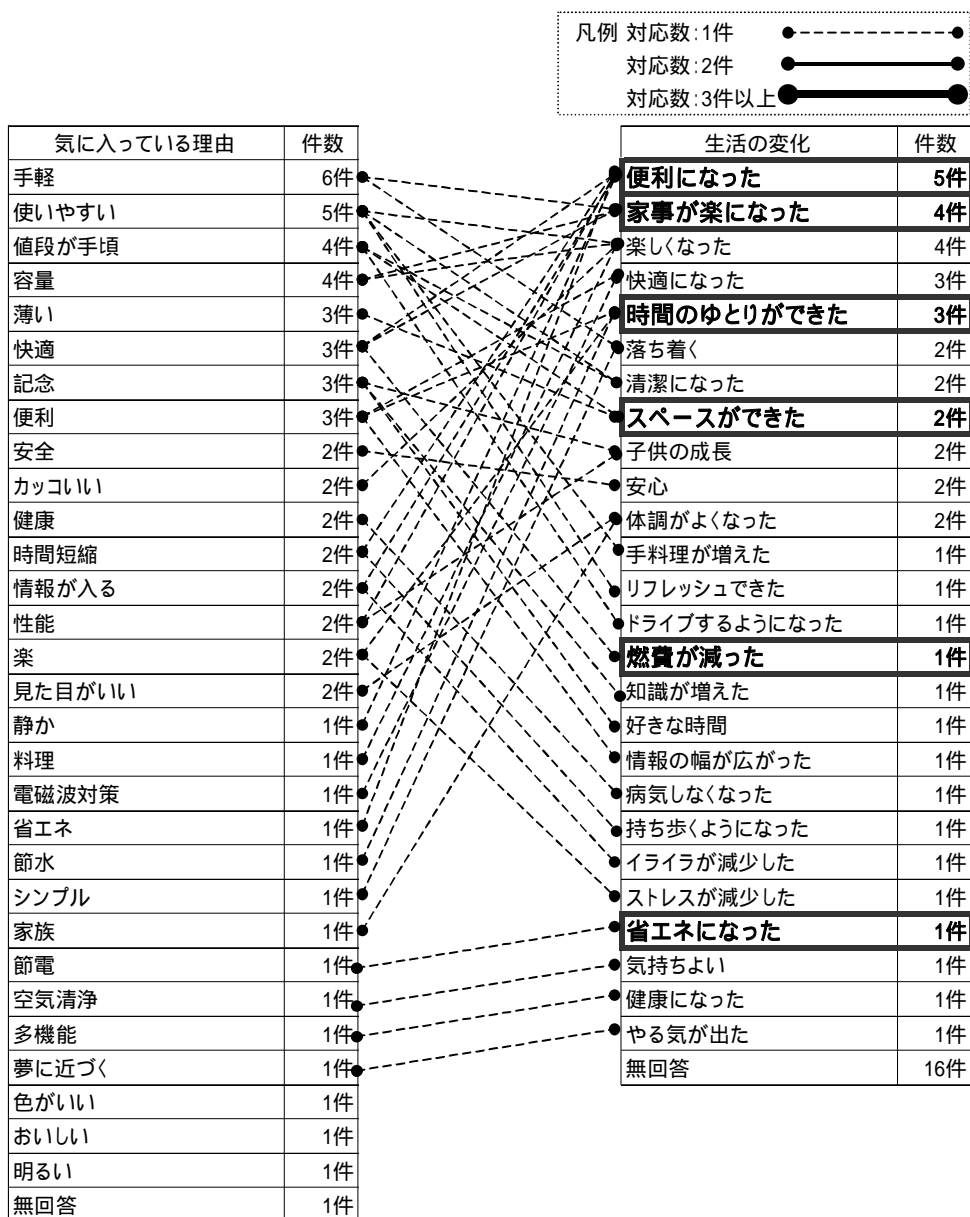 凡例 対応数:1件
対応数:2件
対応数:3件以上
気に入っている理由 件数
手軽 6件
使いやすい 5件
値段が手頃 4件
容量 4件
薄い 3件
快適 3件
記念 3件
便利 3件
安全 2件
カッコいい 2件
健康 2件
時間短縮 2件
情報が入る 2件
性能 2件
楽 2件
見た目がいい 2件
静か 1件
料理 1件
電磁波対策 1件
省エネ 1件
節水 1件
シンプル 1件
家族 1件
節電 1件
空気清浄 1件
多機能 1件
夢に近づく 1件
色がいい 1件
おいしい 1件
明るい 1件
無回答 1件
生活の変化 件数
便利になった 5件
家事が楽になった 4件
楽しくなった 4件
快適になった 3件
時間のゆとりができた 3件
落ち着く 2件
清潔になった 2件
スペースができた 2件
子供の成長 2件
安心 2件
体調がよくなった 2件
手料理が増えた 1件
リフレッシュできた 1件
ドライブするようになった 1件
燃費が減った 1件
知識が増えた 1件
好きな時間 1件
情報の幅が広がった 1件
病気しなくなった 1件
持ち歩くようになった 1件
イライラが減少した 1件
ストレスが減少した 1件
省エネになった 1件
気持ちよい 1件
健康になった 1件
やる気が出た 1件
無回答 16件